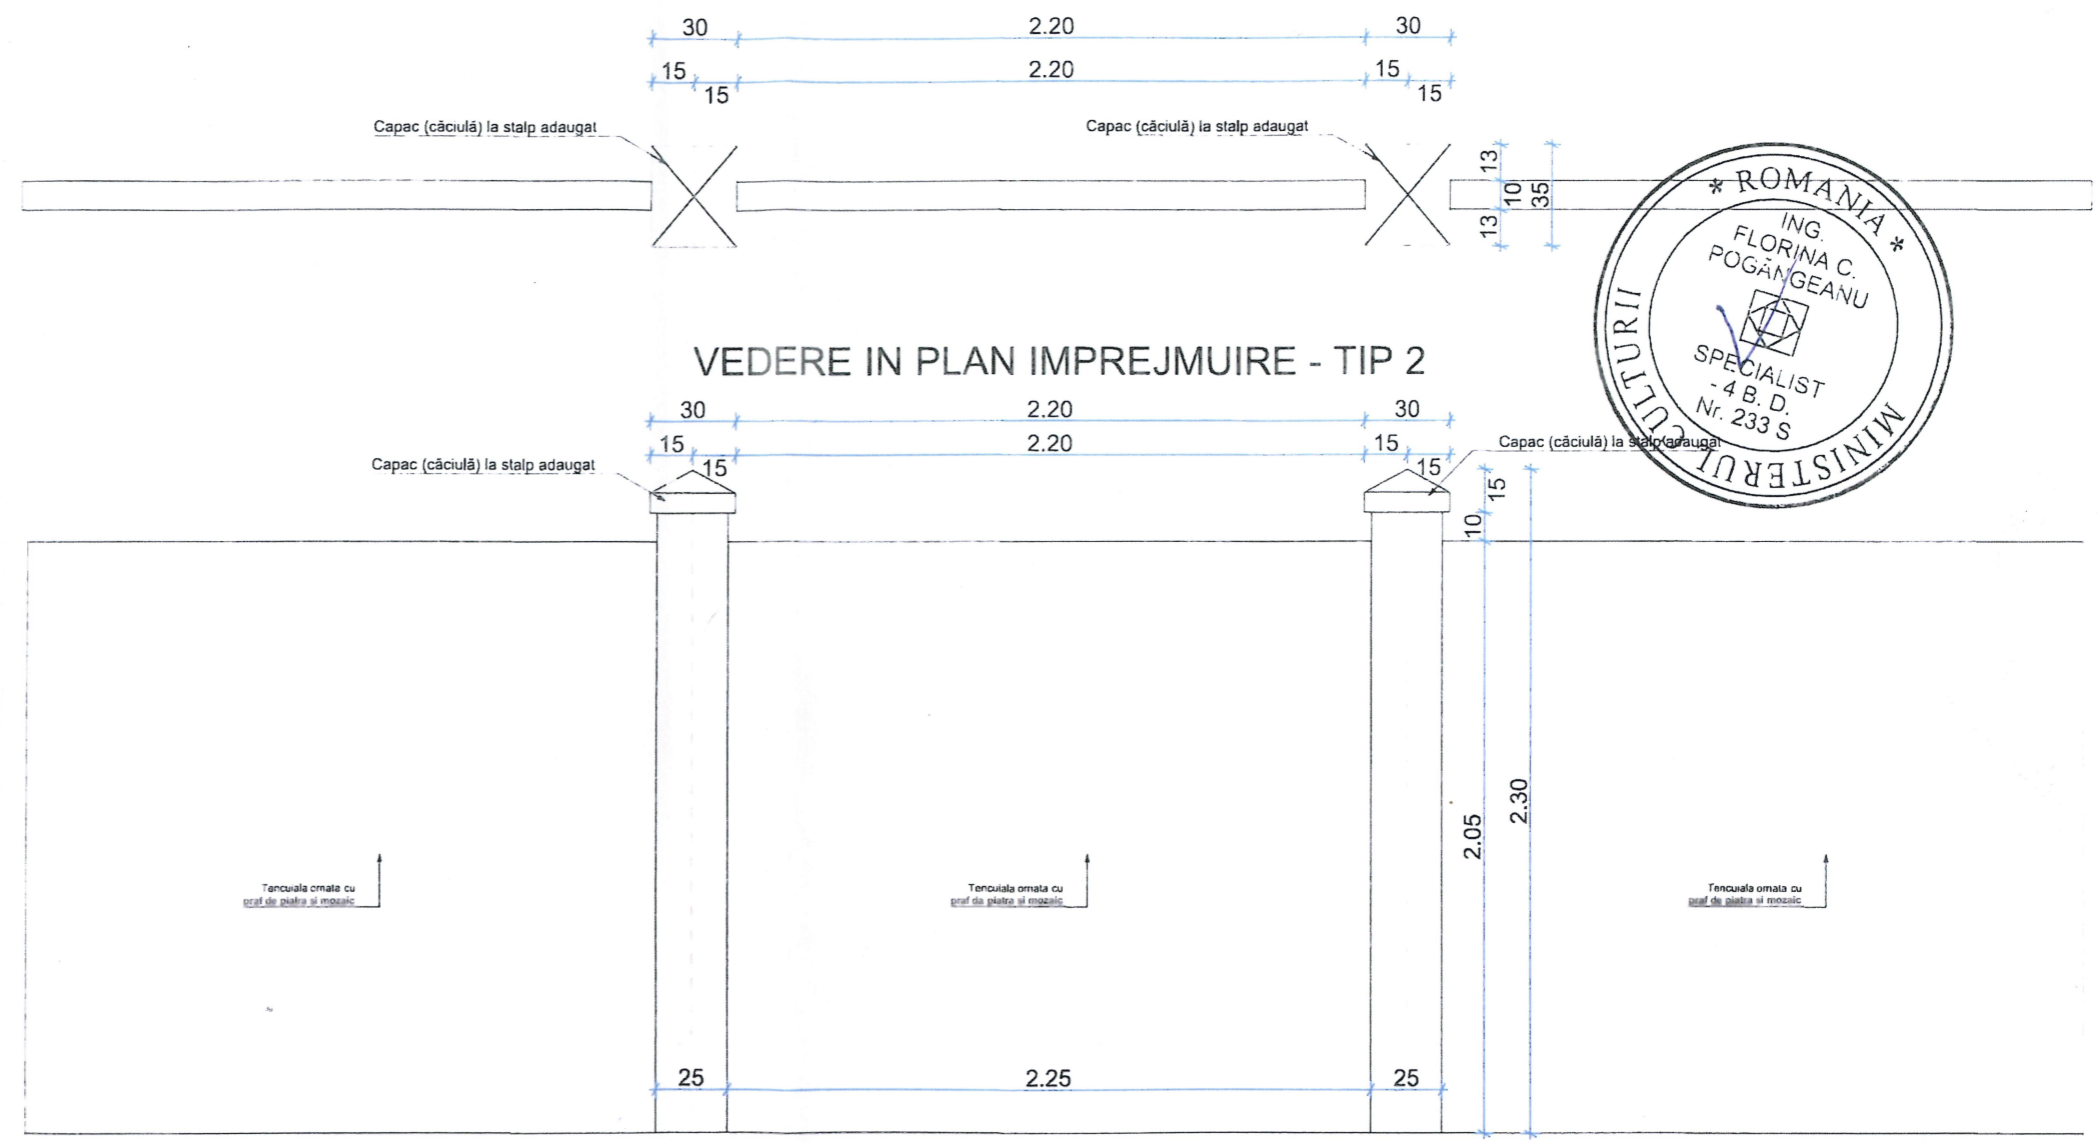 30 2.20 30
15 2.20 15
15 15
Capac (căciulă) la stalp adaugat
Capac (căciulă) la stalp adaugat
13
10
35
13
* ROMANIA *
MINISTERUL CULTURII
ING.
FLORINA C.
POGĂNGEANU
SPECIALIST
- 4 B. D.
Nr. 233 S
VEDERE IN PLAN IMPREJMUIRE - TIP 2
30 2.20 30
15 2.20 15
15 15
Capac (căciulă) la stalp adaugat
Capac (căciulă) la stalp adaugat
15
10
2.05
2.30
Tencuiala ornata cu
praf de piatra si mozaic
Tencuiala ornata cu
praf de piatra si mozaic
Tencuiala ornata cu
praf de piatra si mozaic
25 2.25 25